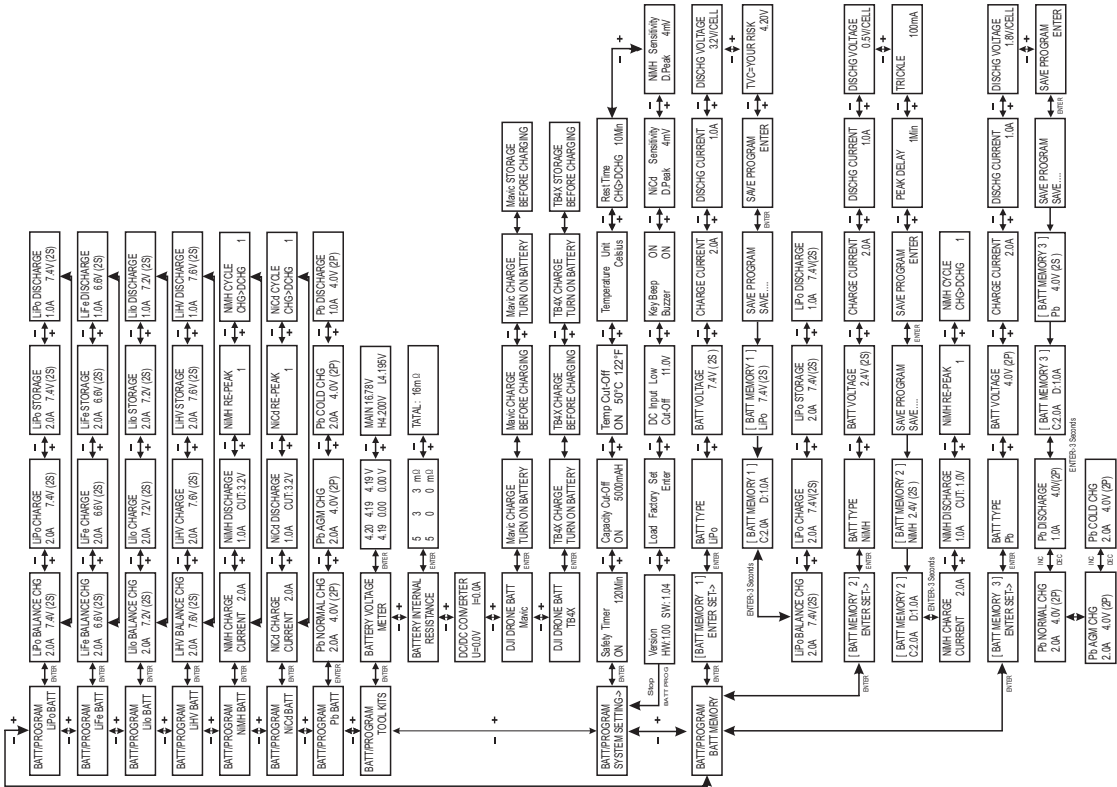 BATT/PROGRAM
LiPo BATT
ENTER
LiPo BALANCE CHG
2.0A 7.4V (2S)
LiPo CHARGE
2.0A 7.4V (2S)
LiPo STORAGE
2.0A 7.4V (2S)
LiPo DISCHARGE
1.0A 7.4V (2S)
BATT/PROGRAM
LiFe BATT
ENTER
LiFe BALANCE CHG
2.0A 6.6V (2S)
LiFe CHARGE
2.0A 6.6V (2S)
LiFe STORAGE
2.0A 6.6V (2S)
LiFe DISCHARGE
1.0A 6.6V (2S)
BATT/PROGRAM
LiIo BATT
ENTER
LiIo BALANCE CHG
2.0A 7.2V (2S)
LiIo CHARGE
2.0A 7.2V (2S)
LiIo STORAGE
2.0A 7.2V (2S)
LiIo DISCHARGE
1.0A 7.2V (2S)
BATT/PROGRAM
LiHV BATT
ENTER
LiHV BALANCE CHG
2.0A 7.6V (2S)
LiHV CHARGE
2.0A 7.6V (2S)
LiHV STORAGE
2.0A 7.6V (2S)
LiHV DISCHARGE
1.0A 7.6V (2S)
BATT/PROGRAM
NiMH BATT
ENTER
NiMH CHARGE
CURRENT 2.0A
NIMH DISCHARGE
1.0A CUT:3.2V
NIMH RE-PEAK
1
NIMH CYCLE
CHG>DCHG 1
BATT/PROGRAM
NiCd BATT
ENTER
NiCd CHARGE
CURRENT 2.0A
NiCd DISCHARGE
1.0A CUT:3.2V
NiCd RE-PEAK
1
NiCd CYCLE
CHG>DCHG 1
BATT/PROGRAM
Pb BATT
ENTER
Pb NORMAL CHG
2.0A 4.0V (2P)
Pb AGM CHG
2.0A 4.0V (2P)
Pb COLD CHG
2.0A 4.0V (2P)
Pb DISCHARGE
1.0A 4.0V (2P)
BATT/PROGRAM
TOOL KITS
ENTER
BATTERY VOLTAGE
METER
ENTER
4.20 4.19 4.19 V
4.19 0.00 0.00 V
MAIN 16.78V
H4.200V L4.195V
BATTERY INTERNAL
RESISTANCE
ENTER
5 3 3 mΩ
5 0 0 mΩ
TATAL: 16mΩ
DC/DC CONVERTER
U=0.0V I=0.0A
DJI DRONE BATT
Mavic
ENTER
Mavic CHARGE
TURN ON BATTERY
Mavic CHARGE
BEFORE CHARGING
Mavic CHARGE
TURN ON BATTERY
Mavic STORAGE
BEFORE CHARGING
DJI DRONE BATT
TB4X
ENTER
TB4X CHARGE
TURN ON BATTERY
TB4X CHARGE
BEFORE CHARGING
TB4X CHARGE
TURN ON BATTERY
TB4X STORAGE
BEFORE CHARGING
BATT/PROGRAM
SYSTEM SETTING->
ENTER
Safety Timer
ON 120Min
Capacity Cut-Off
ON 5000mAH
Temp Cut-Off
ON 50°C 122°F
Temperature Unit
Celsius
Rest Time
CHG>DCHG 10Min
Stop
BATT PROG
Version
HW:1.00 SW: 1.04
Load Factory Set
Enter
DC Input Low
Cut-Off 11.0V
Key Beep ON
Buzzer ON
NiCd Sensitivity
D.Peak 4mV
NiMH Sensitivity
D.Peak 4mV
BATT/PROGRAM
BATT MEMORY
ENTER
[ BATT MEMORY 1 ]
ENTER SET->
ENTER
BATT TYPE
LiPo
BATT VOLTAGE
7.4V (2S)
CHARGE CURRENT
2.0A
DISCHG CURRENT
1.0A
DISCHG VOLTAGE
3.2V/CELL
[ BATT MEMORY 1 ]
C:2.0A D:1.0A
[ BATT MEMORY 1 ]
LiPo 7.4V (2S)
SAVE PROGRAM
SAVE....
ENTER
SAVE PROGRAM
ENTER
TVC=YOUR RISK
4.20V
ENTER>3 Seconds
LiPo BALANCE CHG
2.0A 7.4V(2S)
LiPo CHARGE
2.0A 7.4V(2S)
LiPo STORAGE
2.0A 7.4V(2S)
LiPo DISCHARGE
1.0A 7.4V(2S)
ENTER
[ BATT MEMORY 2 ]
ENTER SET->
ENTER
BATT TYPE
NiMH
BATT VOLTAGE
2.4V (2S)
CHARGE CURRENT
2.0A
DISCHG CURRENT
1.0A
DISCHG VOLTAGE
0.5V/CELL
[ BATT MEMORY 2 ]
C:2.0A D:1.0A
[ BATT MEMORY 2 ]
NIMH 2.4V (2S)
SAVE PROGRAM
SAVE....
ENTER
SAVE PROGRAM
ENTER
PEAK DELAY
1Min
TRICKLE
100mA
ENTER>3 Seconds
NiMH CHARGE
CURRENT 2.0A
NIMH DISCHARGE
1.0A CUT: 1.0V
NIMH RE-PEAK
1
NIMH CYCLE
CHG>DCHG 1
ENTER
[ BATT MEMORY 3 ]
ENTER SET->
ENTER
BATT TYPE
Pb
BATT VOLTAGE
4.0V (2P)
CHARGE CURRENT
2.0A
DISCHG CURRENT
1.0A
DISCHG VOLTAGE
1.8V/CELL
Pb NORMAL CHG
2.0A 4.0V (2P)
INC
DEC
Pb DISCHARGE
1.0A 4.0V(2P)
ENTER>3 Seconds
[ BATT MEMORY 3 ]
C:2.0A D:1.0A
[ BATT MEMORY 3 ]
Pb 4.0V (2S)
SAVE PROGRAM
SAVE....
ENTER
SAVE PROGRAM
ENTER
Pb AGM CHG
2.0A 4.0V (2P)
INC
DEC
Pb COLD CHG
2.0A 4.0V (2P)